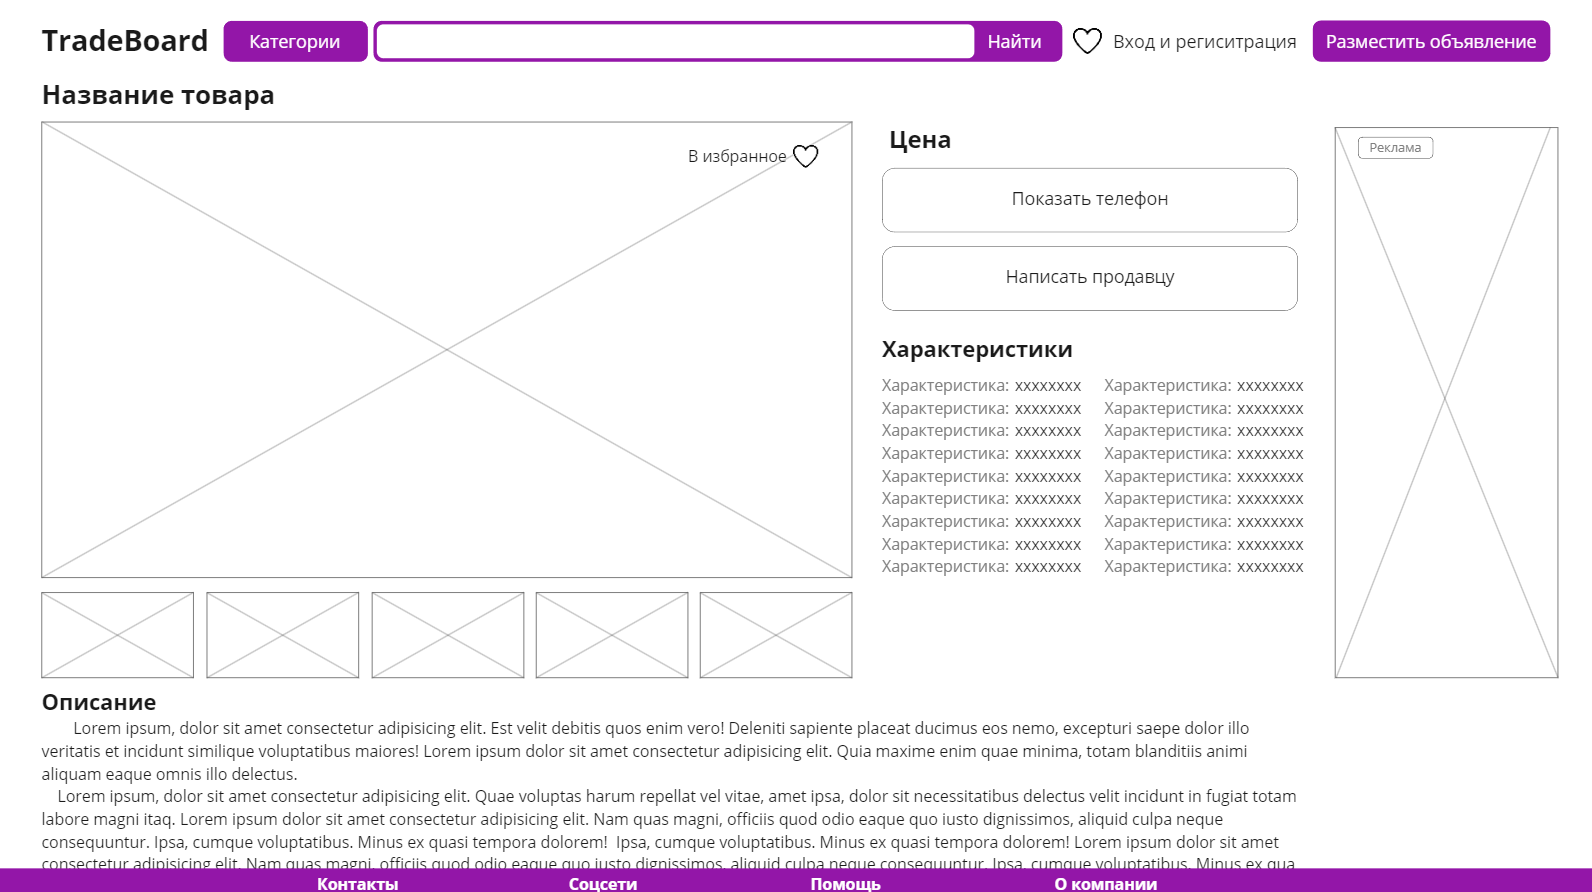 TradeBoard Категории Найти Вход и региситрация Разместить объявление
Название товара
В избранное
Цена
Показать телефон
Написать продавцу
Характеристики
Характеристика: xxxxxxxx Характеристика: xxxxxxxx
Характеристика: xxxxxxxx Характеристика: xxxxxxxx
Характеристика: xxxxxxxx Характеристика: xxxxxxxx
Характеристика: xxxxxxxx Характеристика: xxxxxxxx
Характеристика: xxxxxxxx Характеристика: xxxxxxxx
Характеристика: xxxxxxxx Характеристика: xxxxxxxx
Характеристика: xxxxxxxx Характеристика: xxxxxxxx
Характеристика: xxxxxxxx Характеристика: xxxxxxxx
Характеристика: xxxxxxxx Характеристика: xxxxxxxx
Реклама
Описание
Lorem ipsum, dolor sit amet consectetur adipisicing elit. Est velit debitis quos enim vero! Deleniti sapiente placeat ducimus eos nemo, excepturi saepe dolor illo
veritatis et incidunt similique voluptatibus maiores! Lorem ipsum dolor sit amet consectetur adipisicing elit. Quia maxime enim quae minima, totam blanditiis animi
aliquam eaque omnis illo delectus.
Lorem ipsum, dolor sit amet consectetur adipisicing elit. Quae voluptas harum repellat vel vitae, amet ipsa, dolor sit necessitatibus delectus velit incidunt in fugiat totam
labore magni itaq. Lorem ipsum dolor sit amet consectetur adipisicing elit. Nam quas magni, officiis quod odio eaque quo iusto dignissimos, aliquid culpa neque
consequuntur. Ipsa, cumque voluptatibus. Minus ex quasi tempora dolorem! Ipsa, cumque voluptatibus. Minus ex quasi tempora dolorem! Lorem ipsum dolor sit amet
consectetur adipisicing elit. Nam quas magni, officiis quod odio eaque quo iusto dignissimos, aliquid culpa neque consequuntur. Ipsa, cumque voluptatibus. Minus ex qua
Контакты Соцсети Помощь О компании